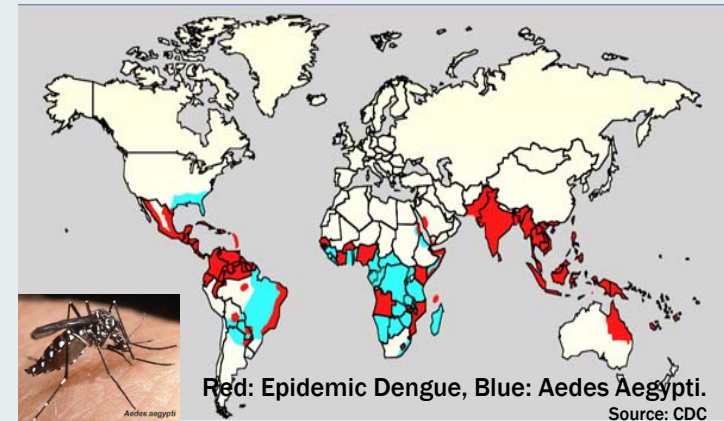 Aedes aegypti
Red: Epidemic Dengue, Blue: Aedes Aegypti.
Source: CDC